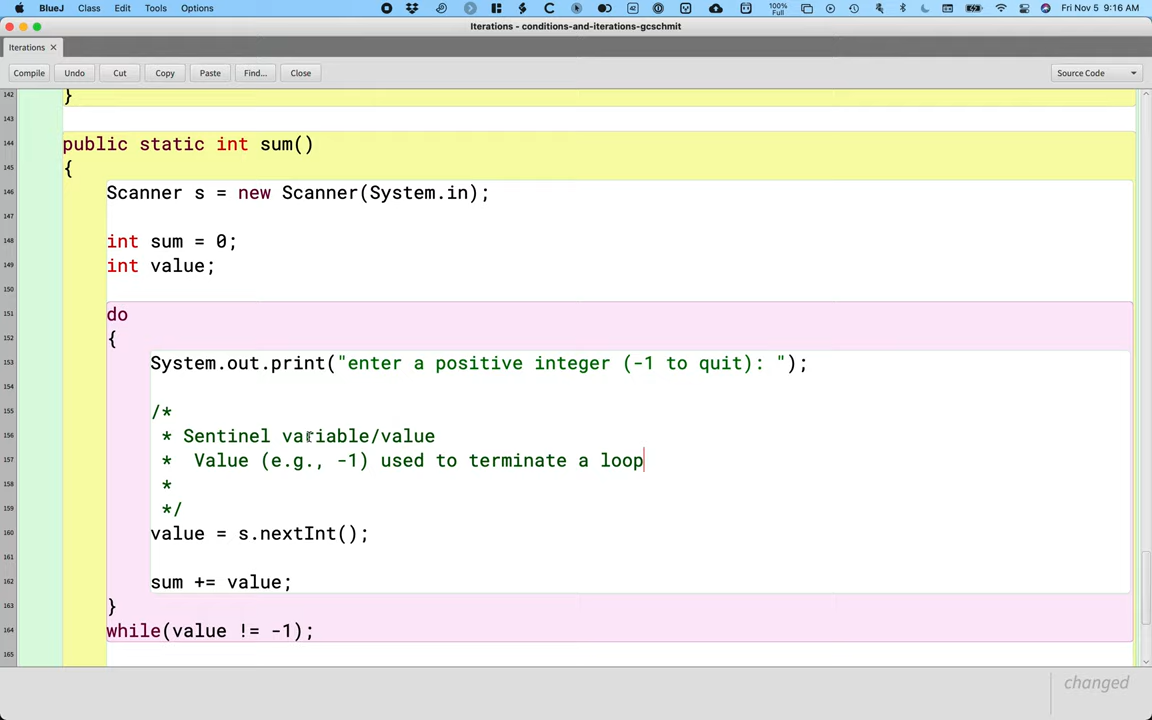 BlueJ Class Edit Tools Options 42 100% Full Fri Nov 5 9:16 AM
Iterations - conditions-and-iterations-gcschmit
Iterations ×
Compile Undo Cut Copy Paste Find... Close Source Code
142 }
143
144 public static int sum()
145 {
146 Scanner s = new Scanner(System.in);
147
148 int sum = 0;
149 int value;
150
151 do
152 {
153 System.out.print("enter a positive integer (-1 to quit): ");
154
155 /*
156 * Sentinel variable/value
157 * Value (e.g., -1) used to terminate a loop
158 *
159 */
160 value = s.nextInt();
161
162 sum += value;
163 }
164 while(value != -1);
165
changed